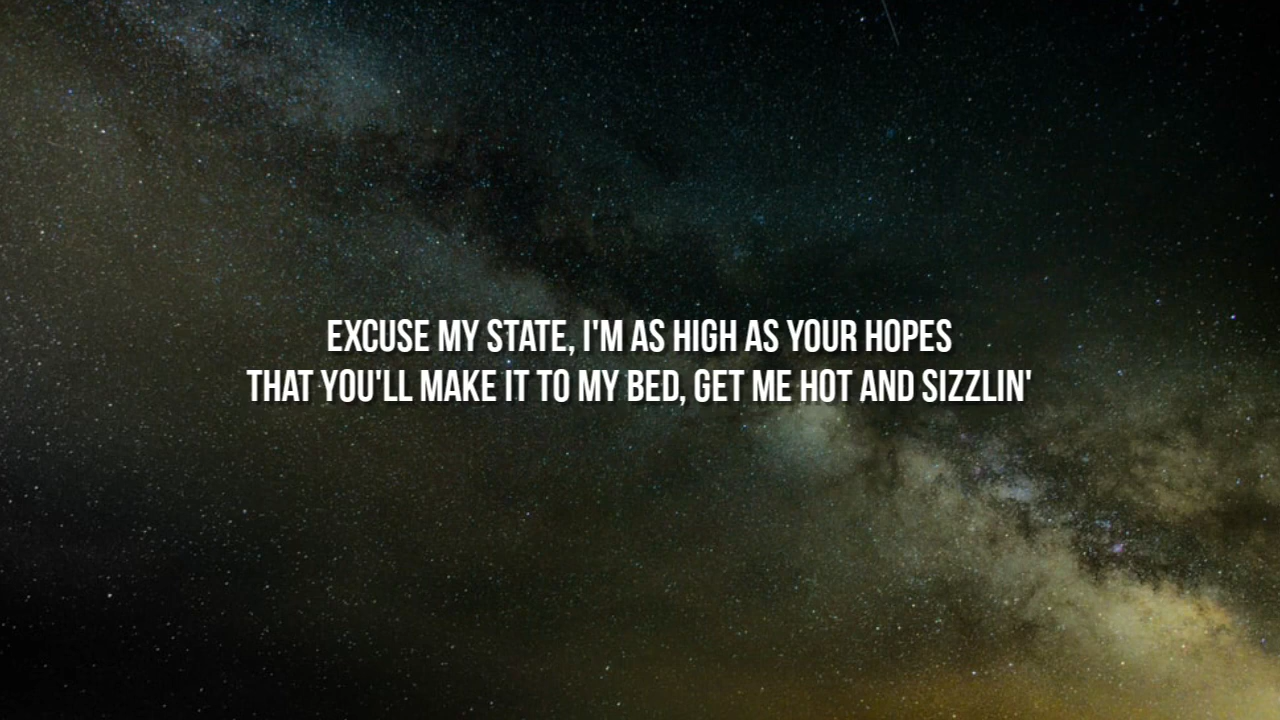 EXCUSE MY STATE, I'M AS HIGH AS YOUR HOPES
THAT YOU'LL MAKE IT TO MY BED, GET ME HOT AND SIZZLIN'